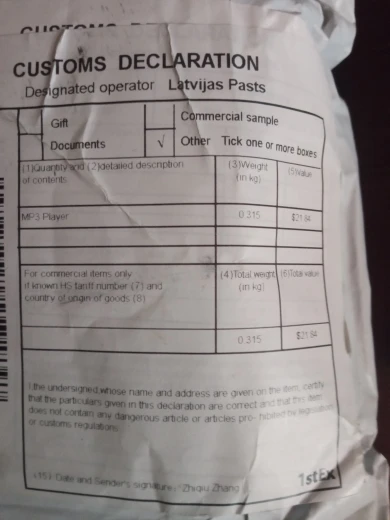 CUSTOMS DECLARATION
Designated operator Latvijas Pasts
Gift
Commercial sample
Documents
√ Other Tick one or more boxes
(1)Quantity and (2)detailed description
of contents
(3)Weight
(in kg)
(5)Value
MP3 Player
0.315
$21.84
For commercial items only
if known HS tariff number (7) and
country of origin of goods (8)
(4)Total weight
(in kg)
(6)Total value
0.315
$21.84
I,the undersigned,whose name and address are given on the item, certify
that the particulars given in this declaration are correct and that this item
does not contain any dangerous article or articles pro- hibited by legislation
or customs regulations
(15) Date and Sender's signature: Zhiqiu Zhang
1stEx